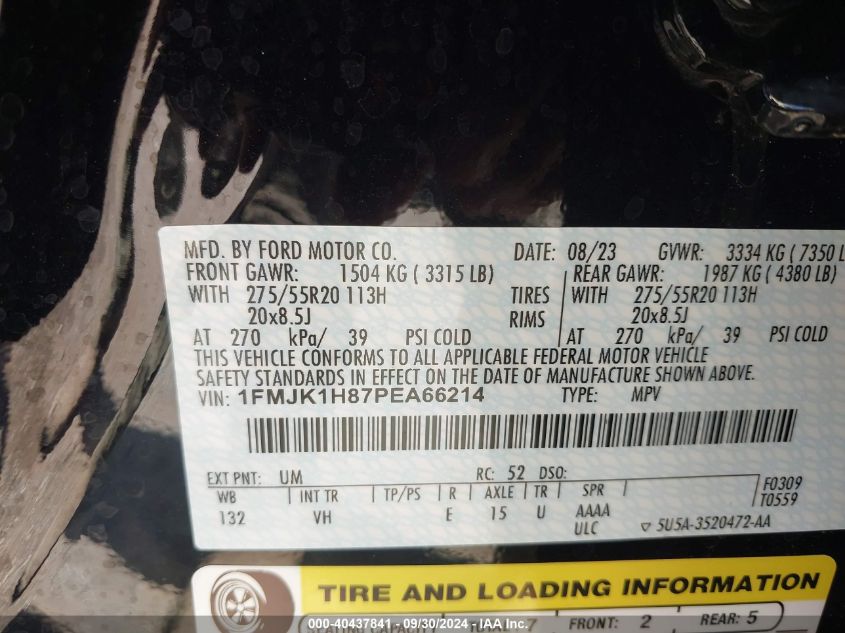 MFD. BY FORD MOTOR CO. DATE: 08/23 GVWR: 3334 KG ( 7350 L
FRONT GAWR: 1504 KG ( 3315 LB) REAR GAWR: 1987 KG ( 4380 LB)
WITH 275/55R20 113H TIRES WITH 275/55R20 113H
20x8.5J RIMS 20x8.5J
AT 270 kPa/ 39 PSI COLD AT 270 kPa/ 39 PSI COLD
THIS VEHICLE CONFORMS TO ALL APPLICABLE FEDERAL MOTOR VEHICLE
SAFETY STANDARDS IN EFFECT ON THE DATE OF MANUFACTURE SHOWN ABOVE.
VIN: 1FMJK1H87PEA66214 TYPE: MPV
EXT PNT: UM RC: 52 DSO:
WB INT TR TP/PS R AXLE TR SPR F0309
132 VH E 15 U AAAA T0559
ULC ▽ 5U5A-3520472-AA
TIRE AND LOADING INFORMATION
SEATING CAPACITY TOTAL 7 FRONT: 2 REAR: 5
000-40437841 - 09/30/2024 - IAA Inc.